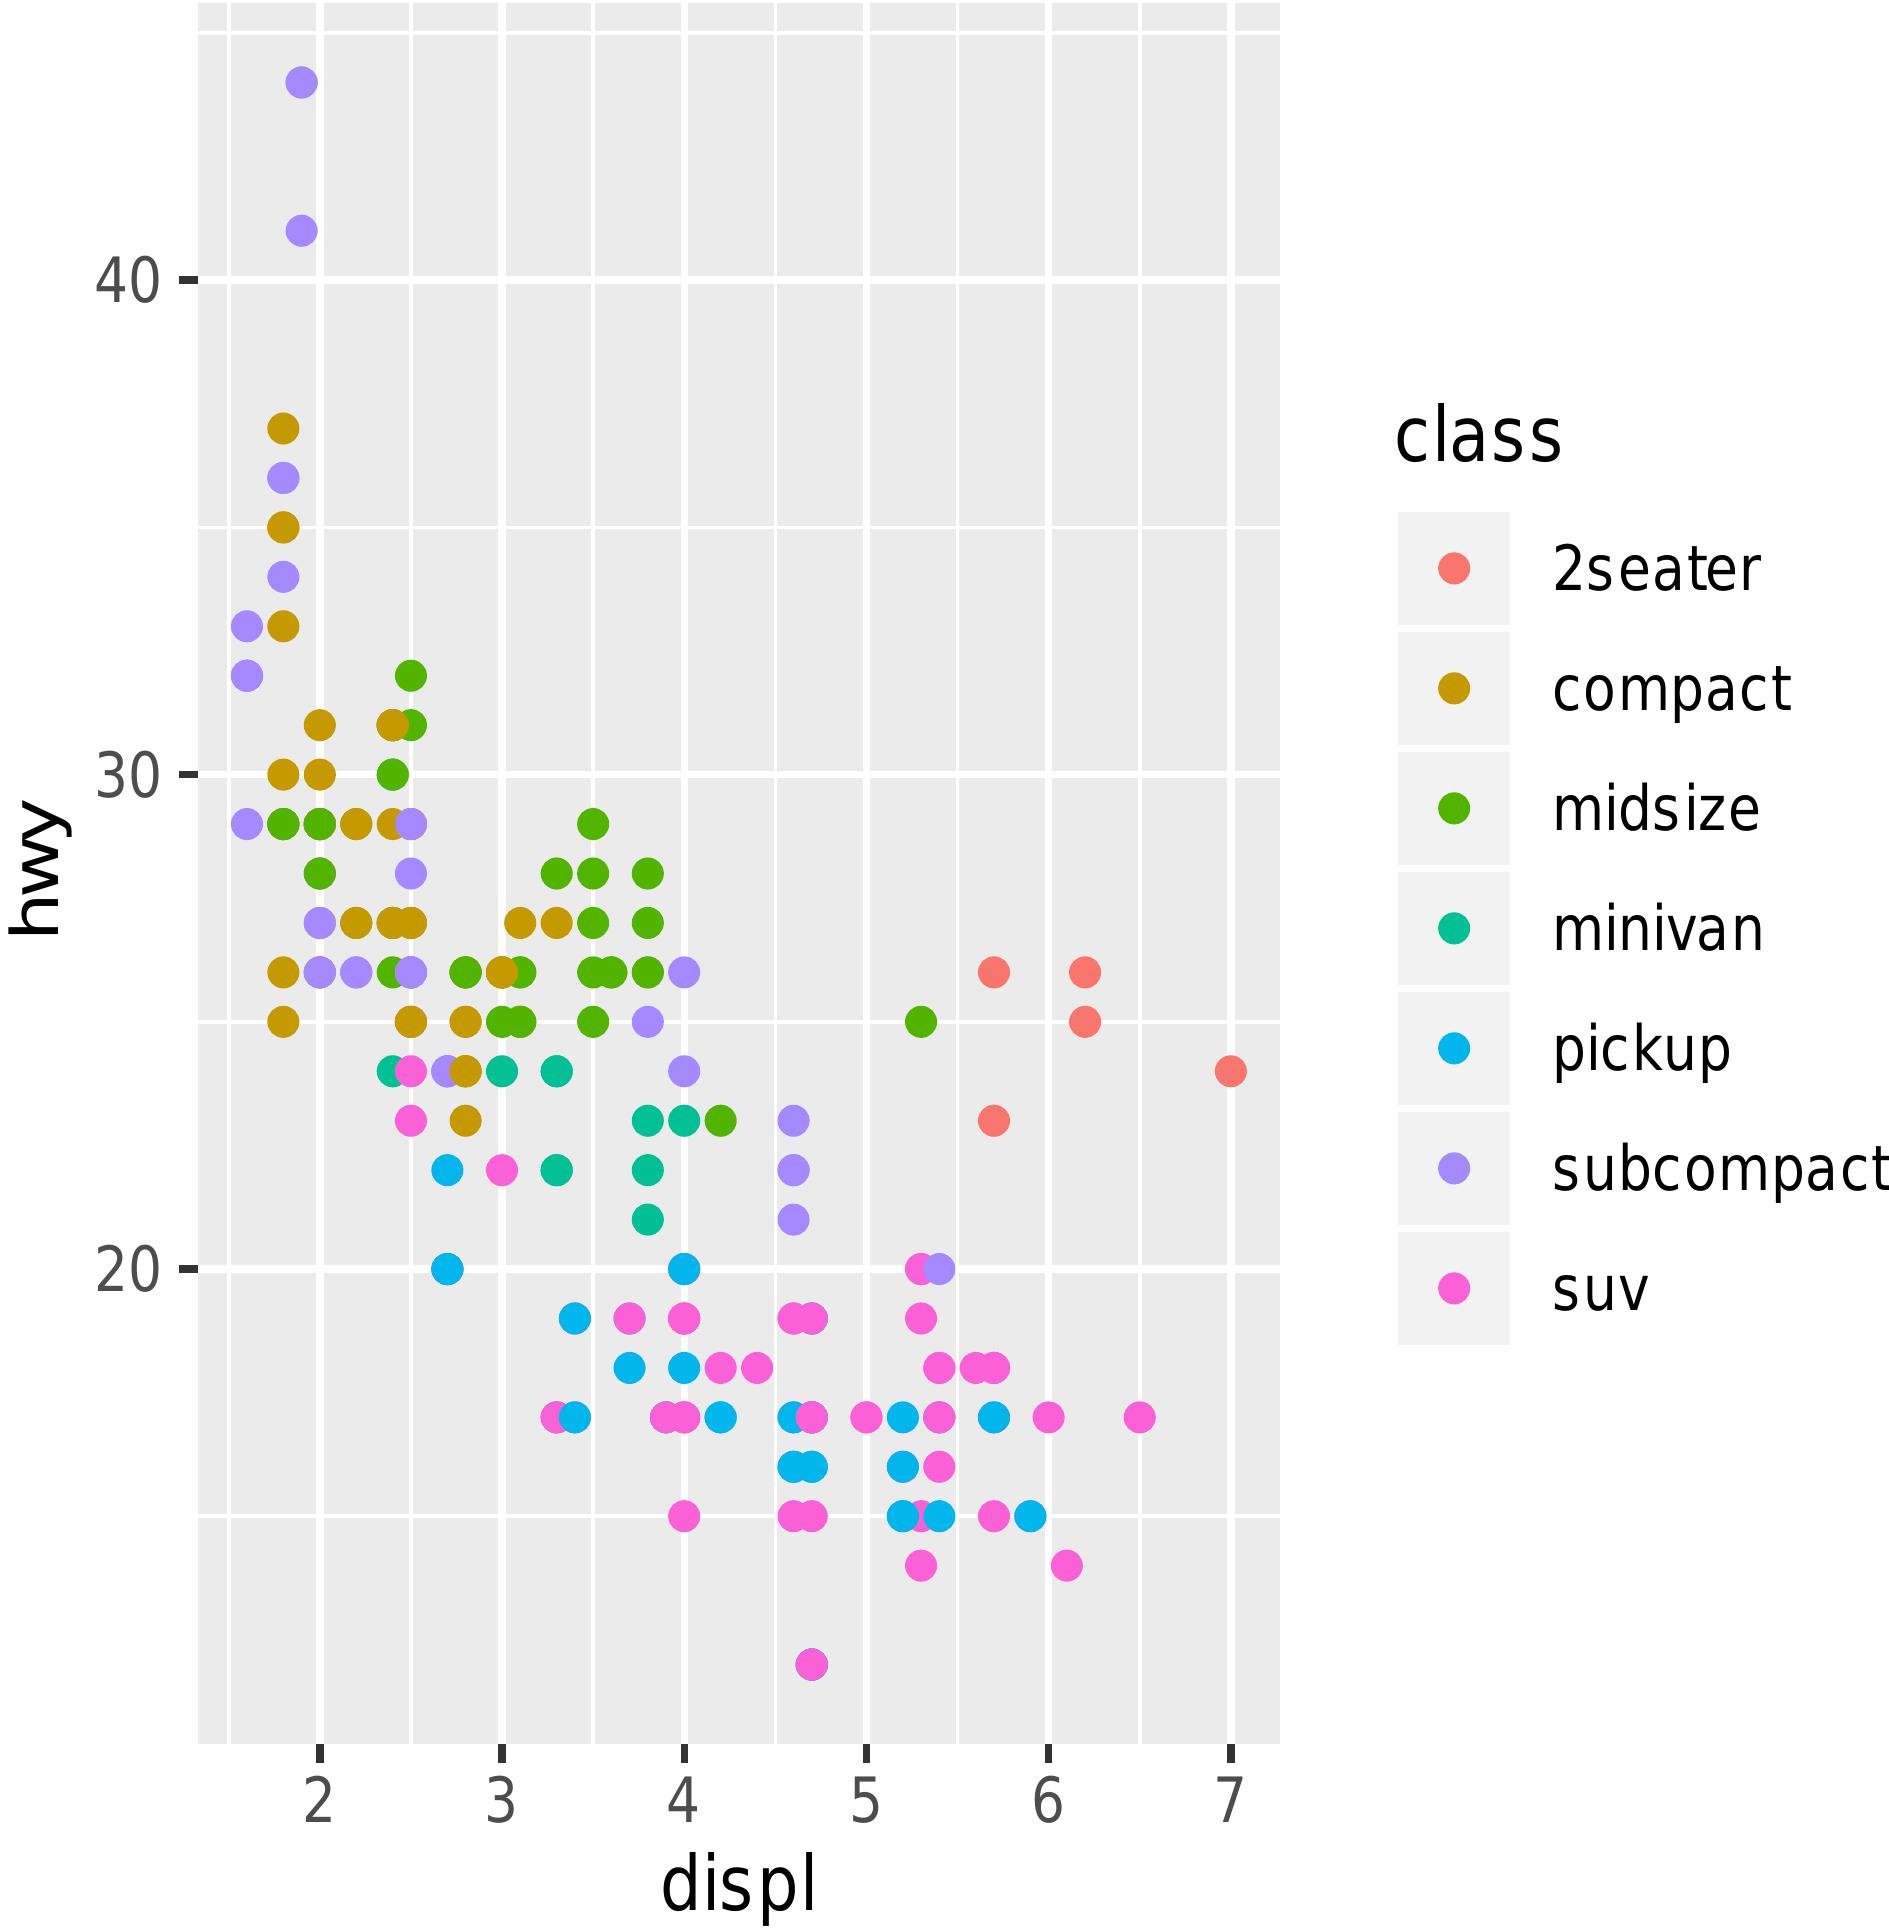 40
30
20
hwy
2 3 4 5 6 7
displ
class
2seater
compact
midsize
minivan
pickup
subcompact
suv